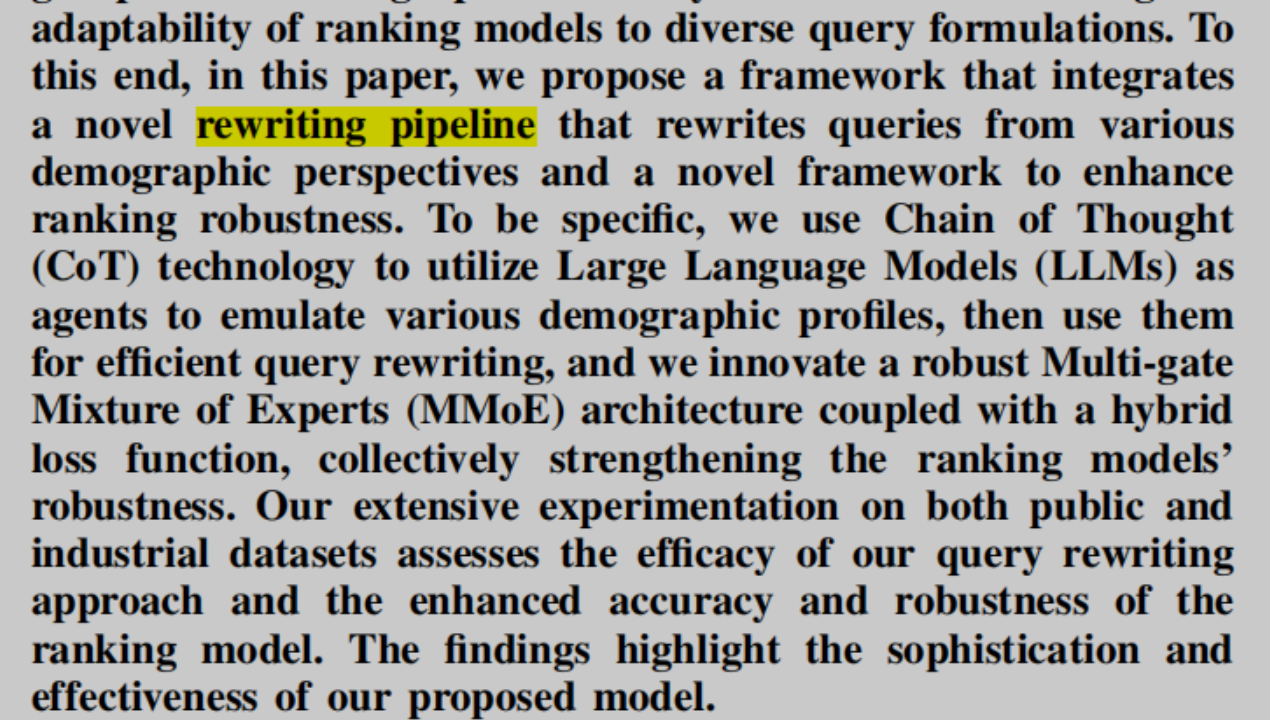 adaptability of ranking models to diverse query formulations. To
this end, in this paper, we propose a framework that integrates
a novel rewriting pipeline that rewrites queries from various
demographic perspectives and a novel framework to enhance
ranking robustness. To be specific, we use Chain of Thought
(CoT) technology to utilize Large Language Models (LLMs) as
agents to emulate various demographic profiles, then use them
for efficient query rewriting, and we innovate a robust Multi-gate
Mixture of Experts (MMoE) architecture coupled with a hybrid
loss function, collectively strengthening the ranking models’
robustness. Our extensive experimentation on both public and
industrial datasets assesses the efficacy of our query rewriting
approach and the enhanced accuracy and robustness of the
ranking model. The findings highlight the sophistication and
effectiveness of our proposed model.